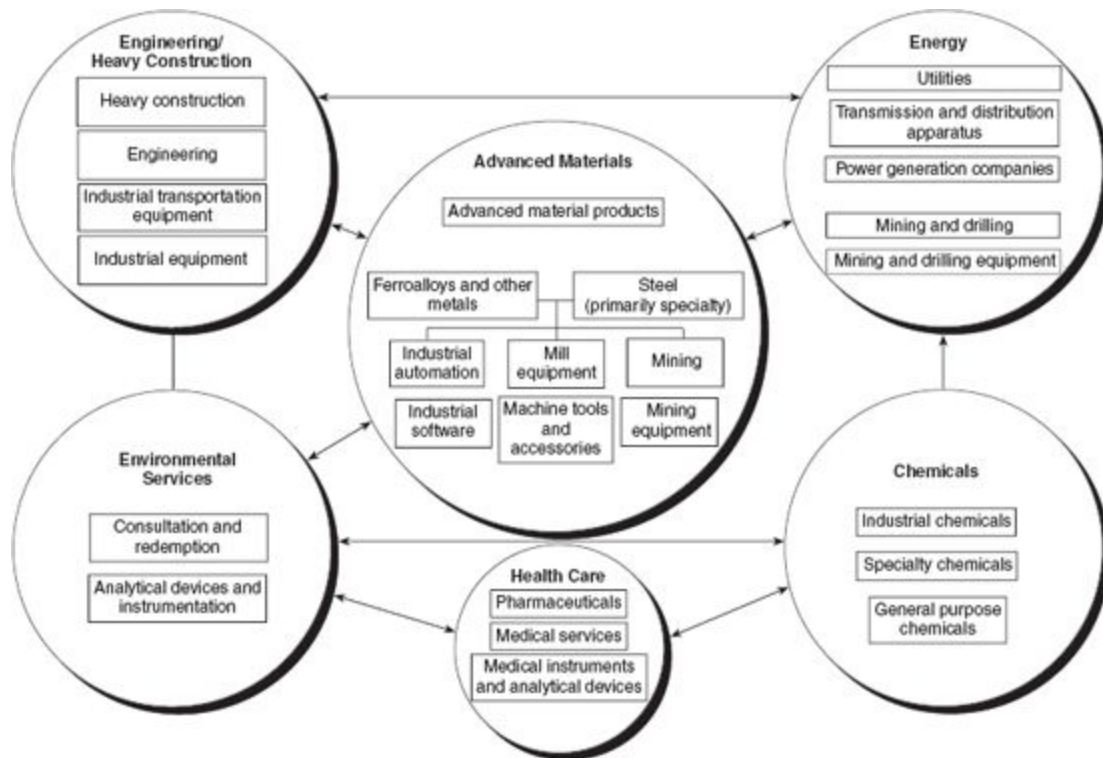 Engineering/
Heavy Construction
Heavy construction
Engineering
Industrial transportation
equipment
Industrial equipment
Energy
Utilities
Transmission and distribution
apparatus
Power generation companies
Mining and drilling
Mining and drilling equipment
Advanced Materials
Advanced material products
Ferroalloys and other
metals
Steel
(primarily specialty)
Industrial
automation
Mill
equipment
Mining
Industrial
software
Machine tools
and
accessories
Mining
equipment
Environmental
Services
Consultation and
redemption
Analytical devices and
instrumentation
Chemicals
Industrial chemicals
Specialty chemicals
General purpose
chemicals
Health Care
Pharmaceuticals
Medical services
Medical instruments
and analytical devices